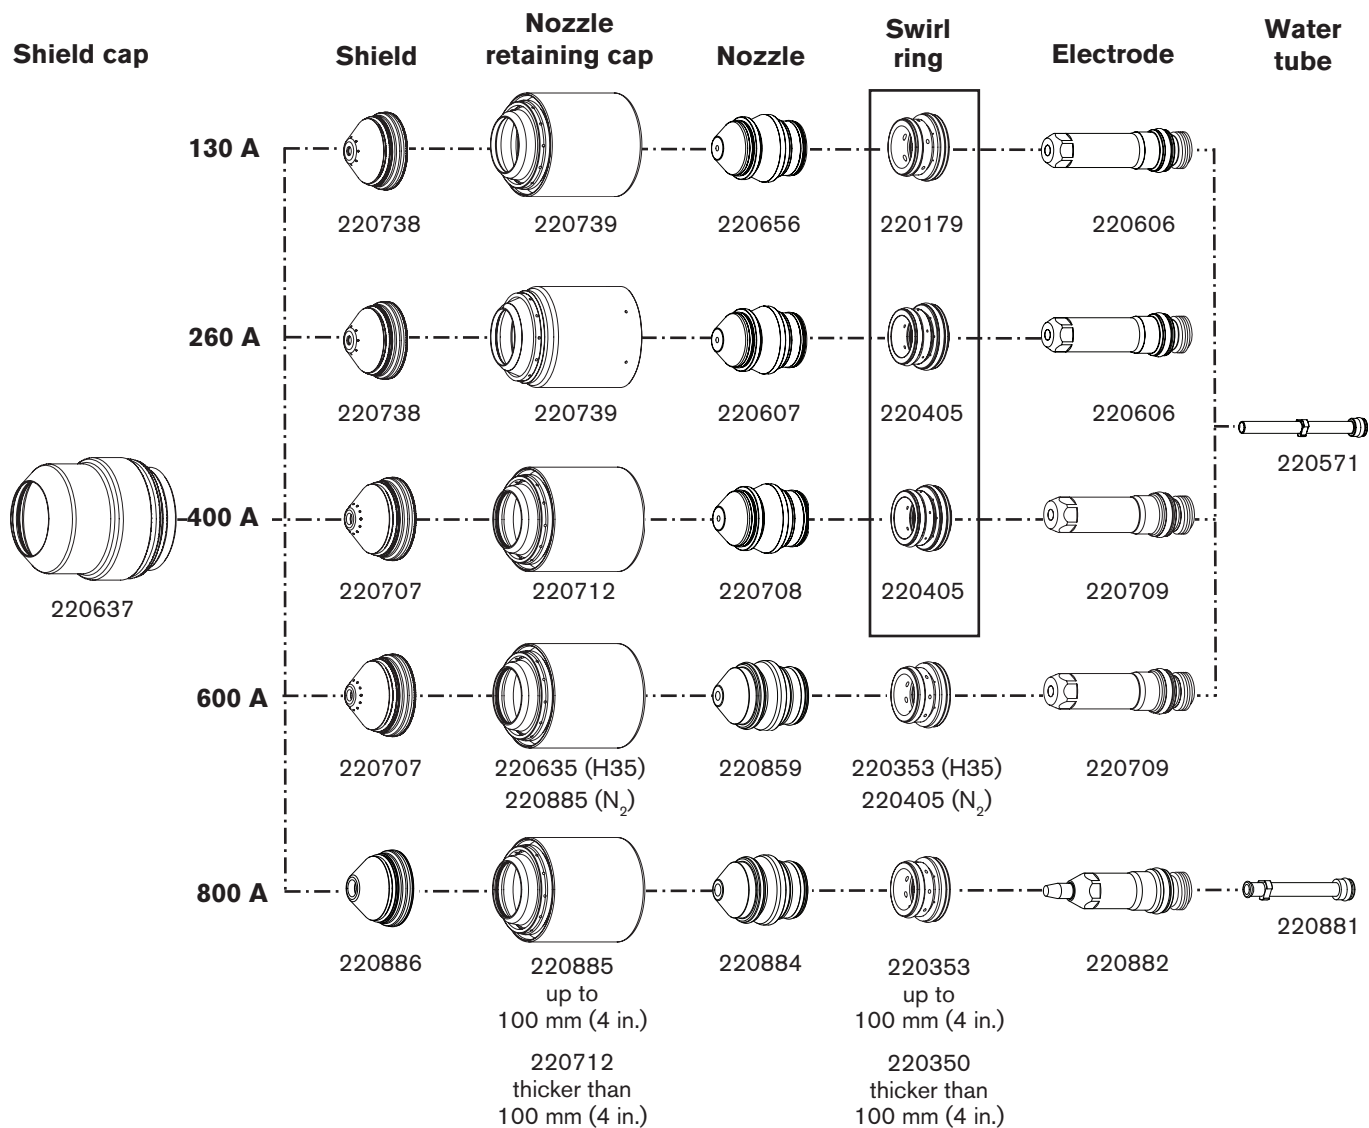 Shield cap
Shield
Nozzle
retaining cap
Nozzle
Swirl
ring
Electrode
Water
tube
130 A
220738
220739
220656
220179
220606
260 A
220738
220739
220607
220405
220606
220571
220637
400 A
220707
220712
220708
220405
220709
600 A
220707
220635 (H35)
220885 (N2)
220859
220353 (H35)
220405 (N2)
220709
800 A
220886
220885
up to
100 mm (4 in.)
220712
thicker than
100 mm (4 in.)
220884
220353
up to
100 mm (4 in.)
220350
thicker than
100 mm (4 in.)
220882
220881